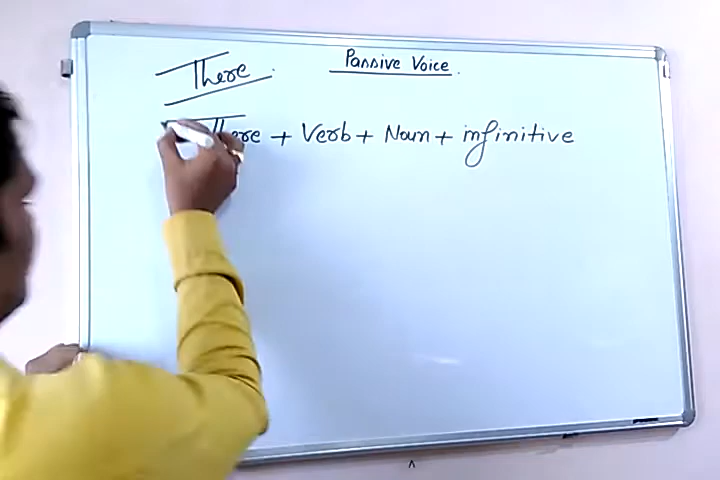 Passive Voice.
There.
There + Verb + Noun + infinitive